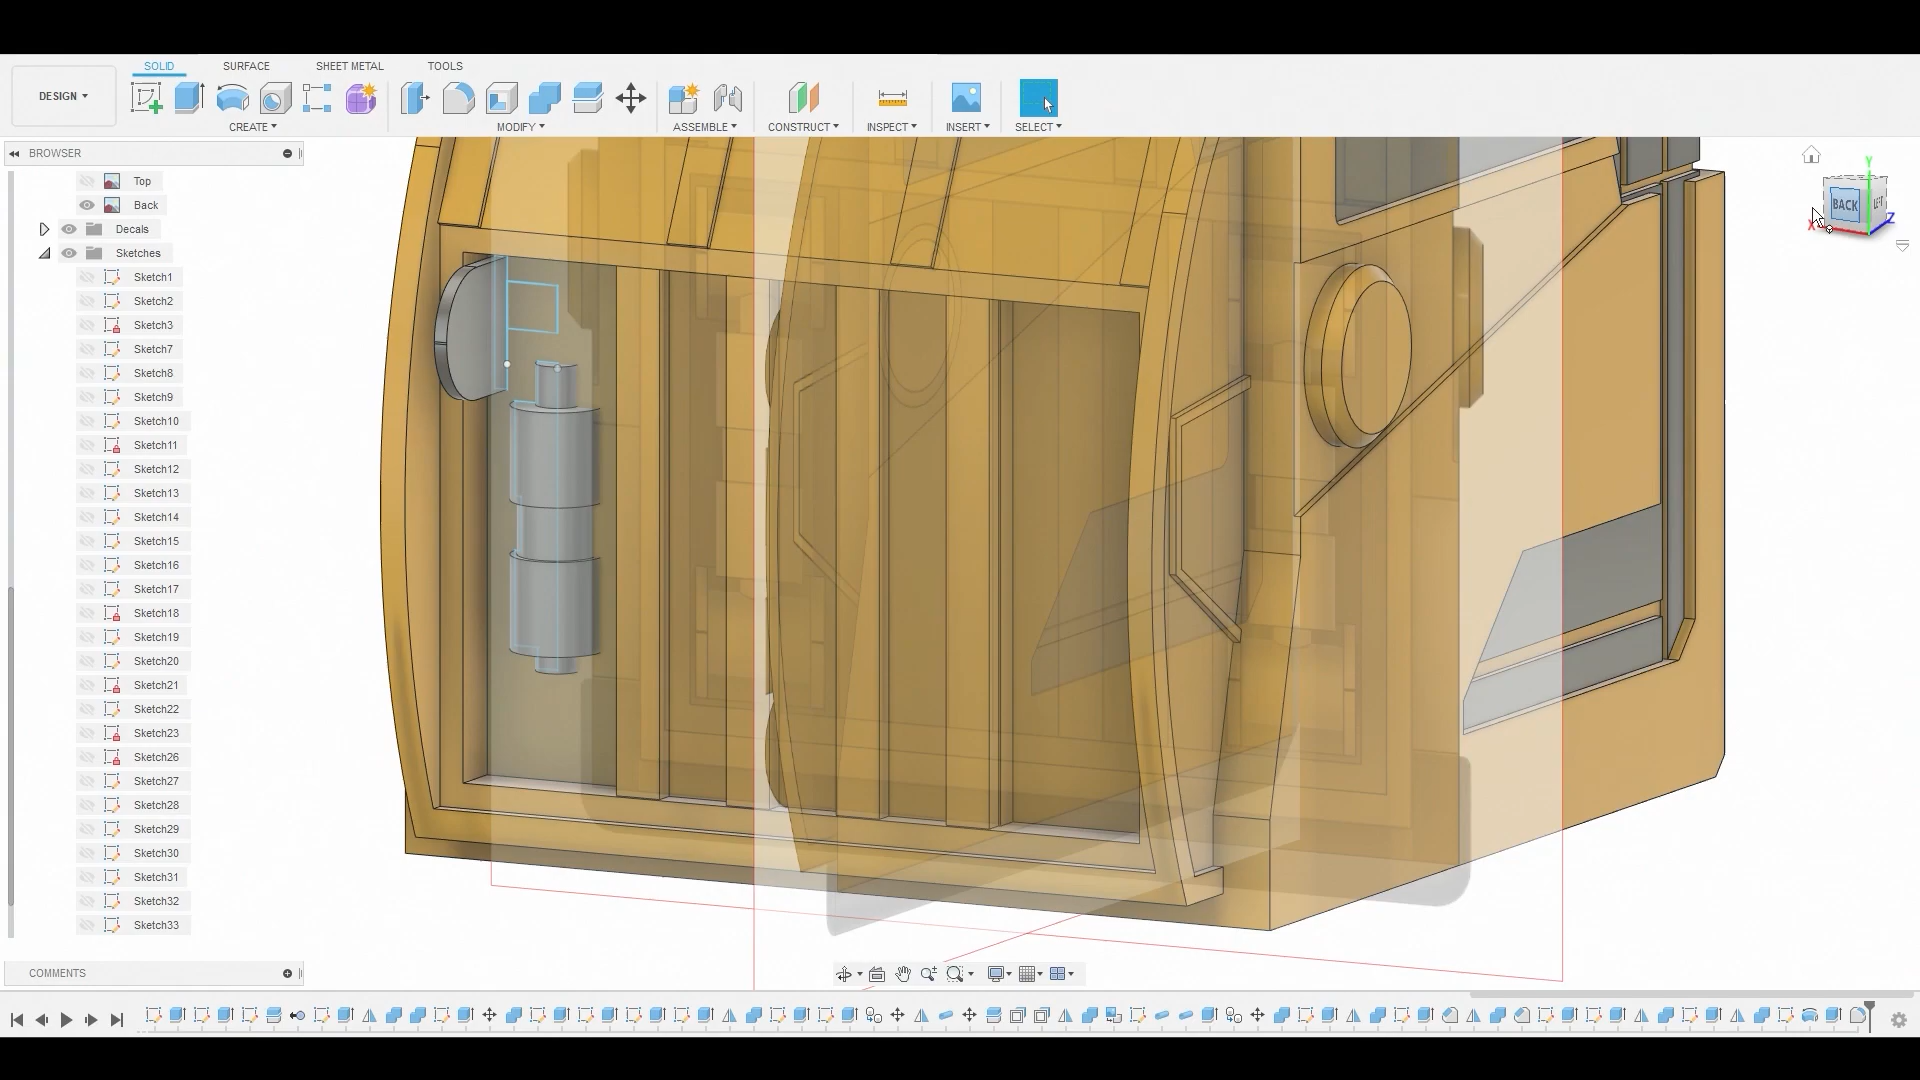 SOLID SURFACE SHEET METAL TOOLS
DESIGN
CREATE MODIFY ASSEMBLE CONSTRUCT INSPECT INSERT SELECT
BROWSER
Top
Back
Decals
Sketches
Sketch1
Sketch2
Sketch3
Sketch7
Sketch8
Sketch9
Sketch10
Sketch11
Sketch12
Sketch13
Sketch14
Sketch15
Sketch16
Sketch17
Sketch18
Sketch19
Sketch20
Sketch21
Sketch22
Sketch23
Sketch26
Sketch27
Sketch28
Sketch29
Sketch30
Sketch31
Sketch32
Sketch33
COMMENTS
Y
BACK LEFT
X Z